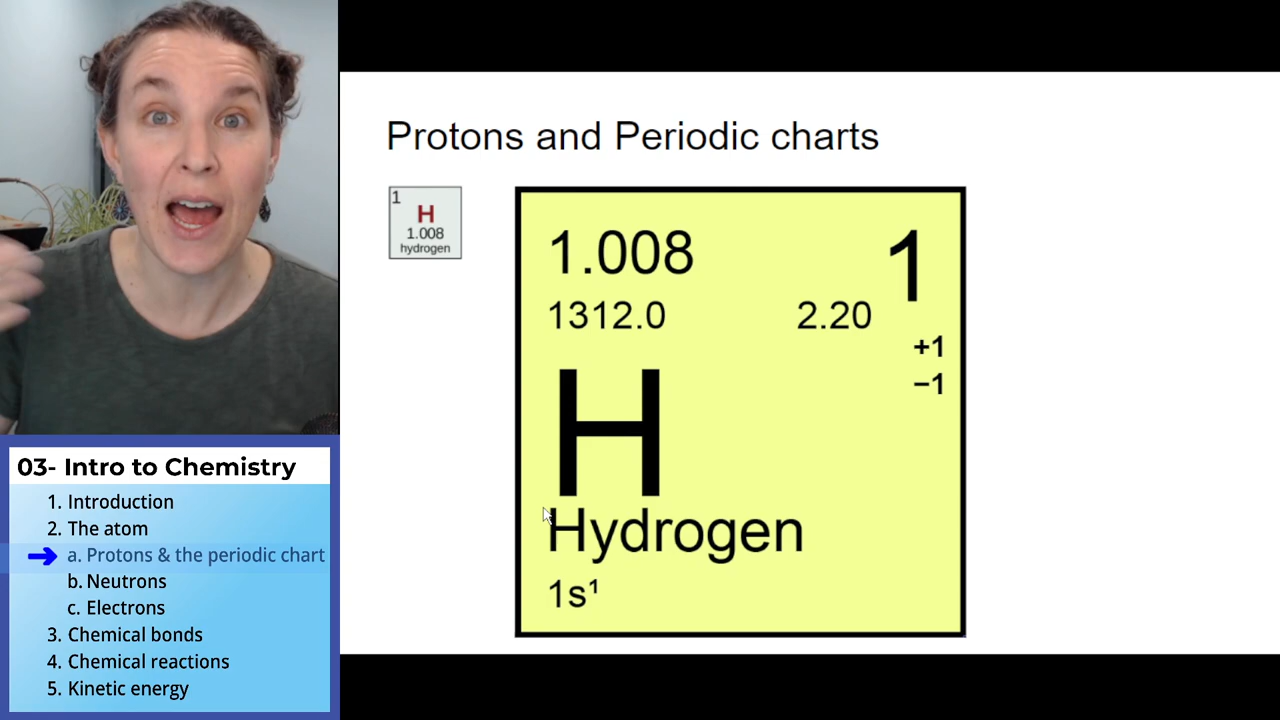 Protons and Periodic charts
1
H
1.008
hydrogen
1.008
1
1312.0
2.20
+1
−1
H
Hydrogen
1s¹
03- Intro to Chemistry
1. Introduction
2. The atom
a. Protons & the periodic chart
b. Neutrons
c. Electrons
3. Chemical bonds
4. Chemical reactions
5. Kinetic energy